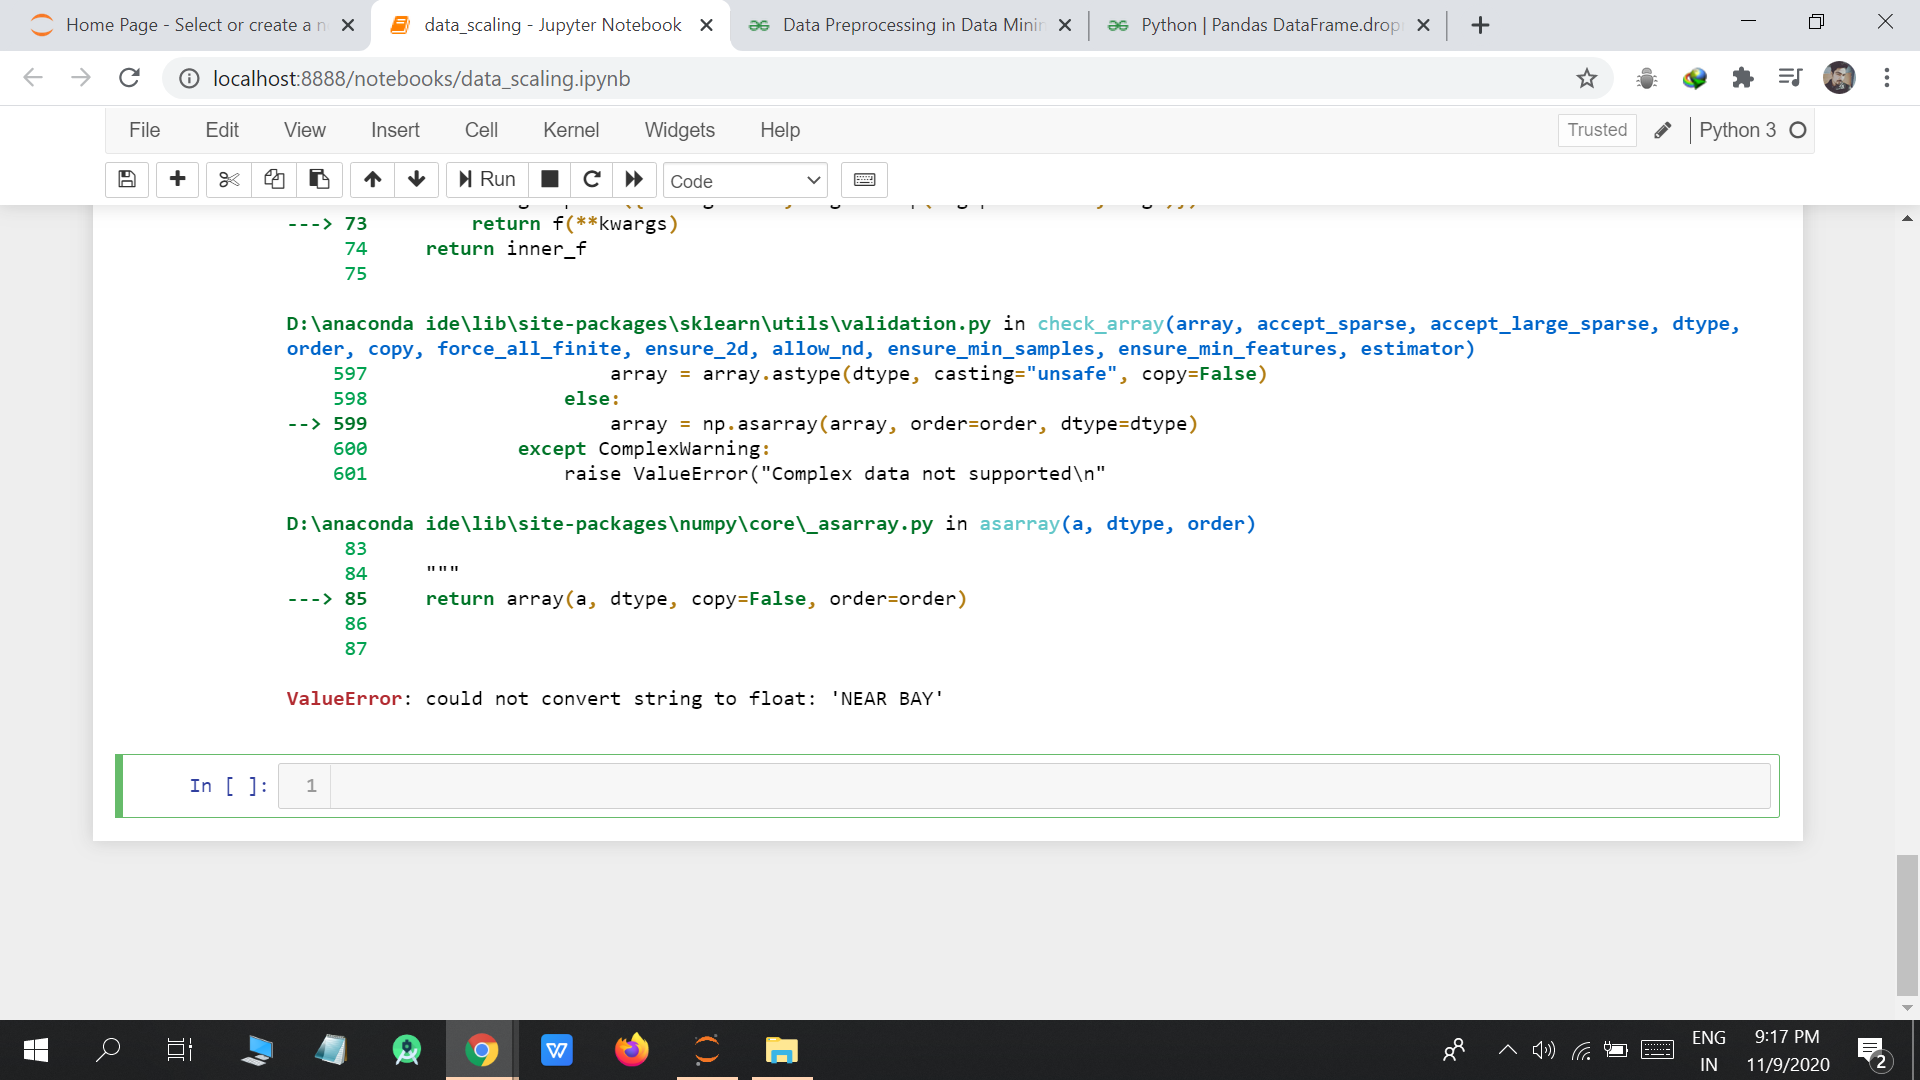 Home Page - Select or create a n
data_scaling - Jupyter Notebook
Data Preprocessing in Data Minin
Python | Pandas DataFrame.drop
localhost:8888/notebooks/data_scaling.ipynb
File Edit View Insert Cell Kernel Widgets Help
Trusted
Python 3
Run
Code
---> 73         return f(**kwargs)
74     return inner_f
75
D:\anaconda ide\lib\site-packages\sklearn\utils\validation.py in check_array(array, accept_sparse, accept_large_sparse, dtype,
order, copy, force_all_finite, ensure_2d, allow_nd, ensure_min_samples, ensure_min_features, estimator)
597                     array = array.astype(dtype, casting="unsafe", copy=False)
598                 else:
--> 599                     array = np.asarray(array, order=order, dtype=dtype)
600             except ComplexWarning:
601                 raise ValueError("Complex data not supported\n"
D:\anaconda ide\lib\site-packages\numpy\core\_asarray.py in asarray(a, dtype, order)
83
84     """
---> 85     return array(a, dtype, copy=False, order=order)
86
87
ValueError: could not convert string to float: 'NEAR BAY'
In [ ]:
1
ENG
IN
9:17 PM
11/9/2020
2